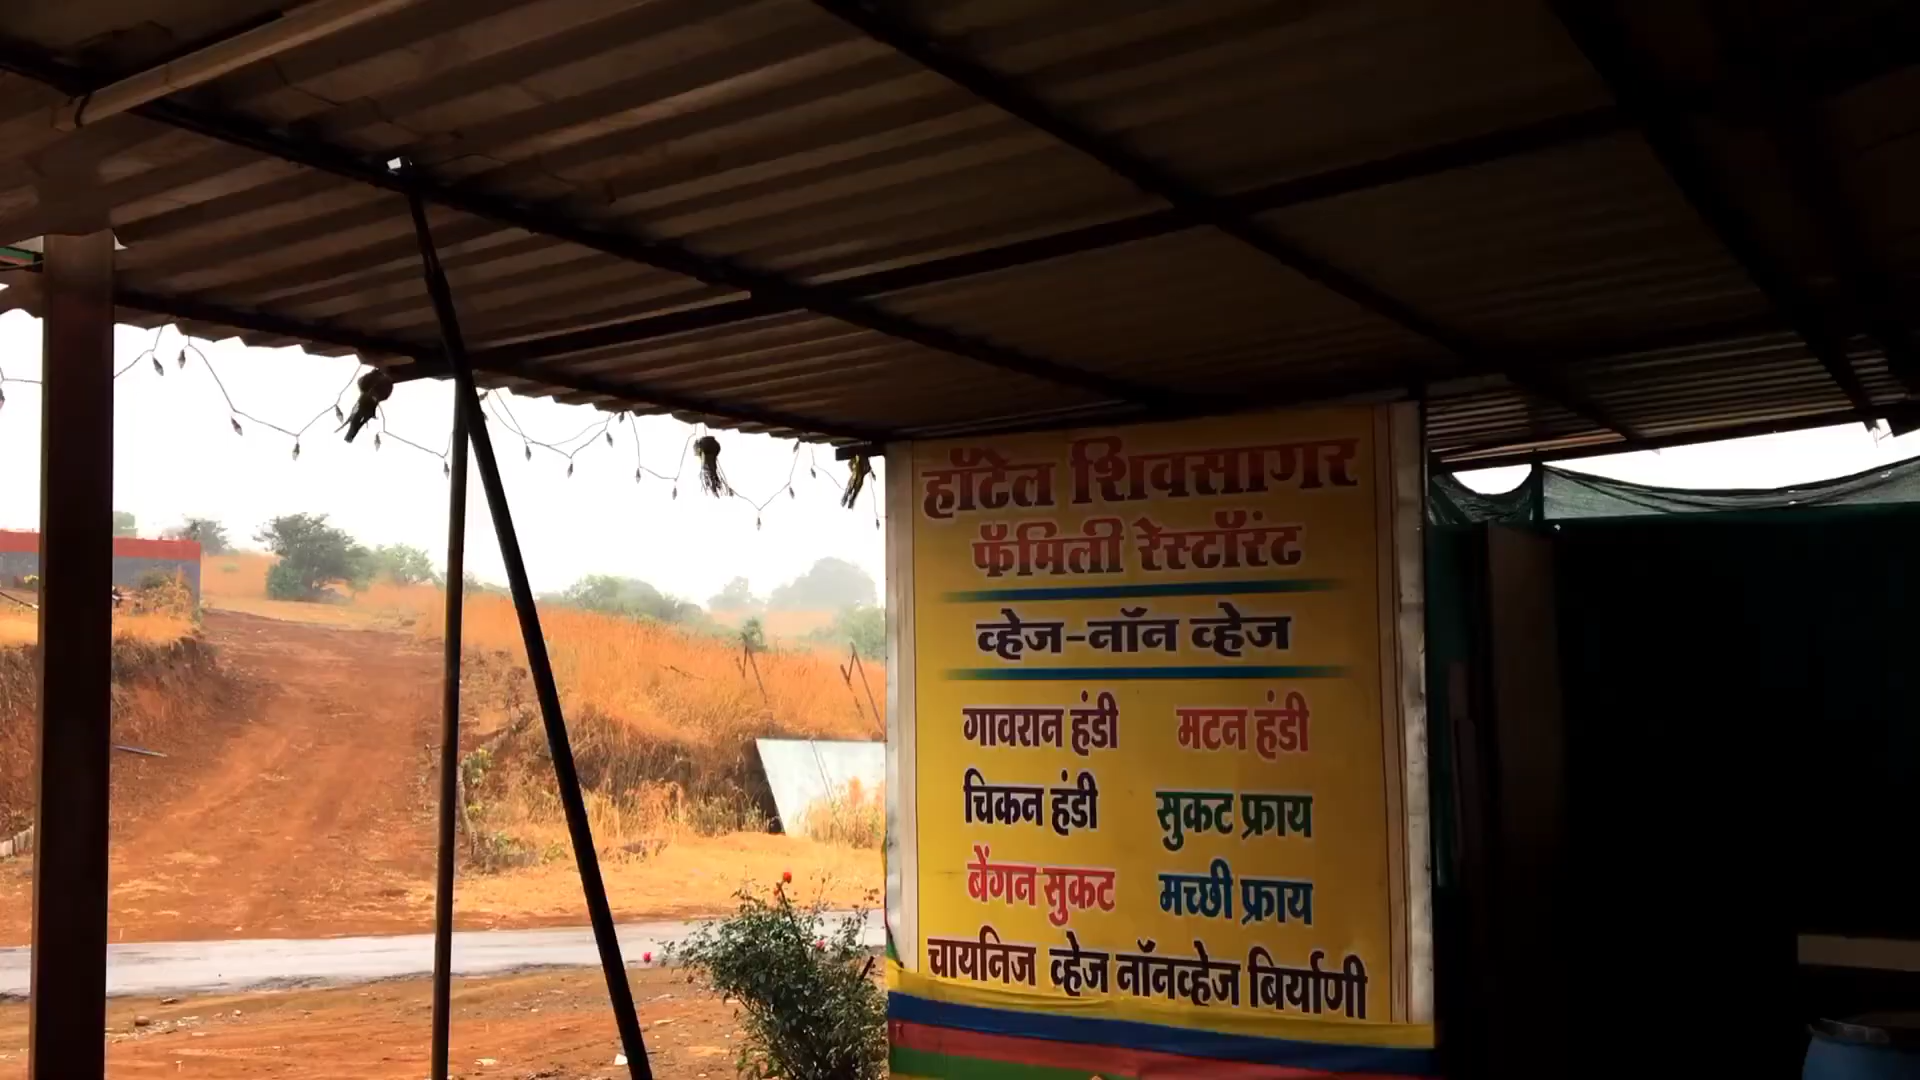 हॉटेल शिवसागर
फॅमिली रेस्टॉरंट
व्हेज-नॉन व्हेज
गावरान हंडी मटन हंडी
चिकन हंडी सुकट फ्राय
बेंगन सुकट मच्छी फ्राय
चायनिज व्हेज नॉनव्हेज बिर्याणी